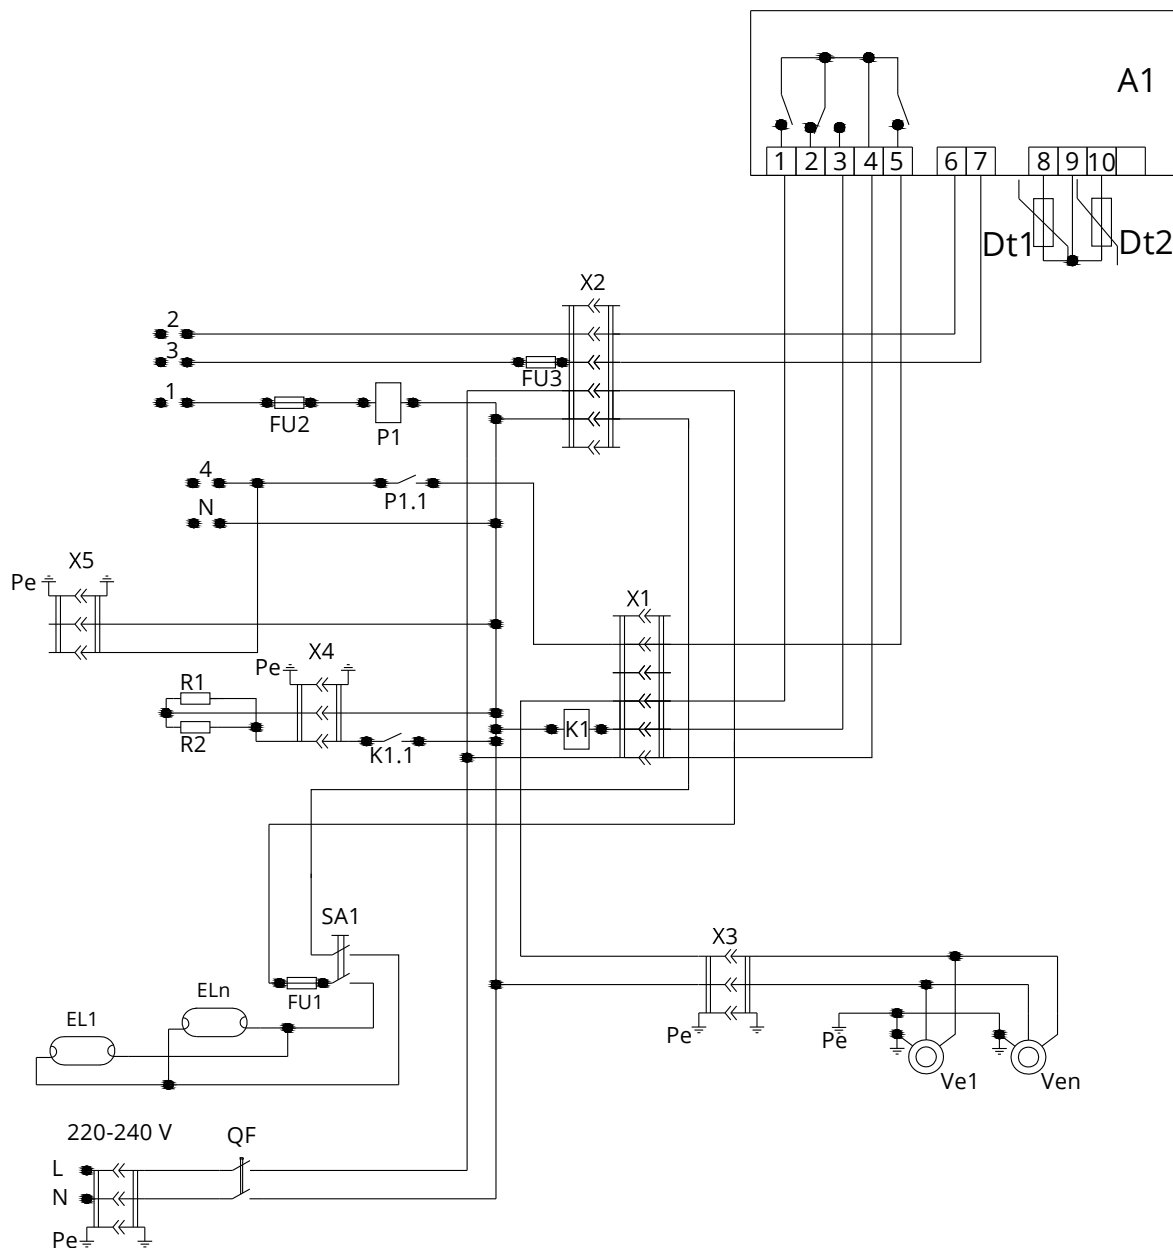 A1
1 2 3 4 5 6 7 8 9 10
Dt1 Dt2
X2
2
3
FU3
1
FU2
P1
4
P1.1
N
X5
Pe
X1
X4
Pe
R1
R2
K1
K1.1
SA1
X3
FU1
ELn
EL1
Pe
Pe
Ve1 Ven
220-240 V
QF
L
N
Pe